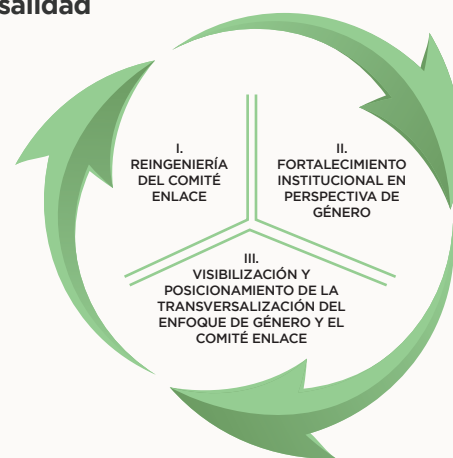 I.
REINGENIERÍA
DEL COMITÉ
ENLACE
II.
FORTALECIMIENTO
INSTITUCIONAL EN
PERSPECTIVA DE
GÉNERO
III.
VISIBILIZACIÓN Y
POSICIONAMIENTO DE LA
TRANSVERSALIZACIÓN DEL
ENFOQUE DE GÉNERO Y EL
COMITÉ ENLACE